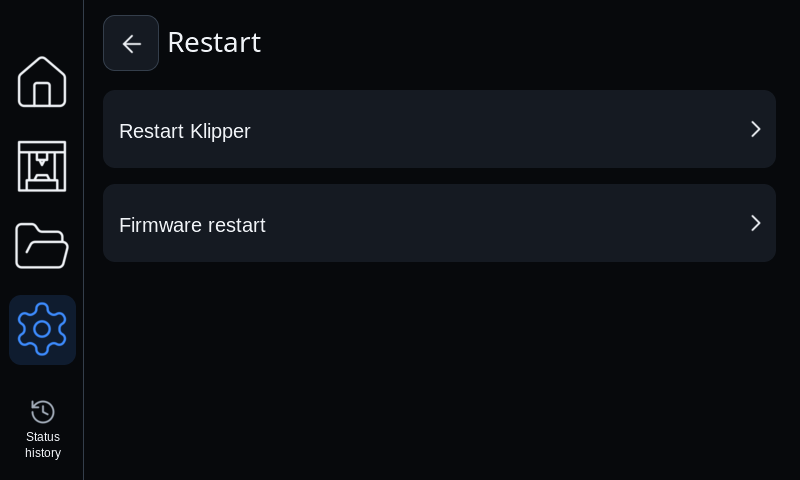 Restart
Restart Klipper
Firmware restart
Status
history